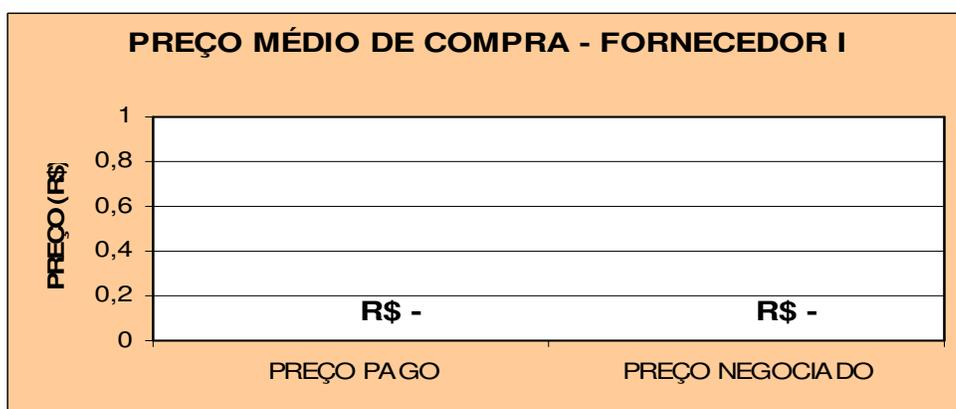 PREÇO MÉDIO DE COMPRA - FORNECEDOR I
PREÇO (R$)
1
0,8
0,6
0,4
0,2
0
R$ -
R$ -
PREÇO PAGO
PREÇO NEGOCIADO